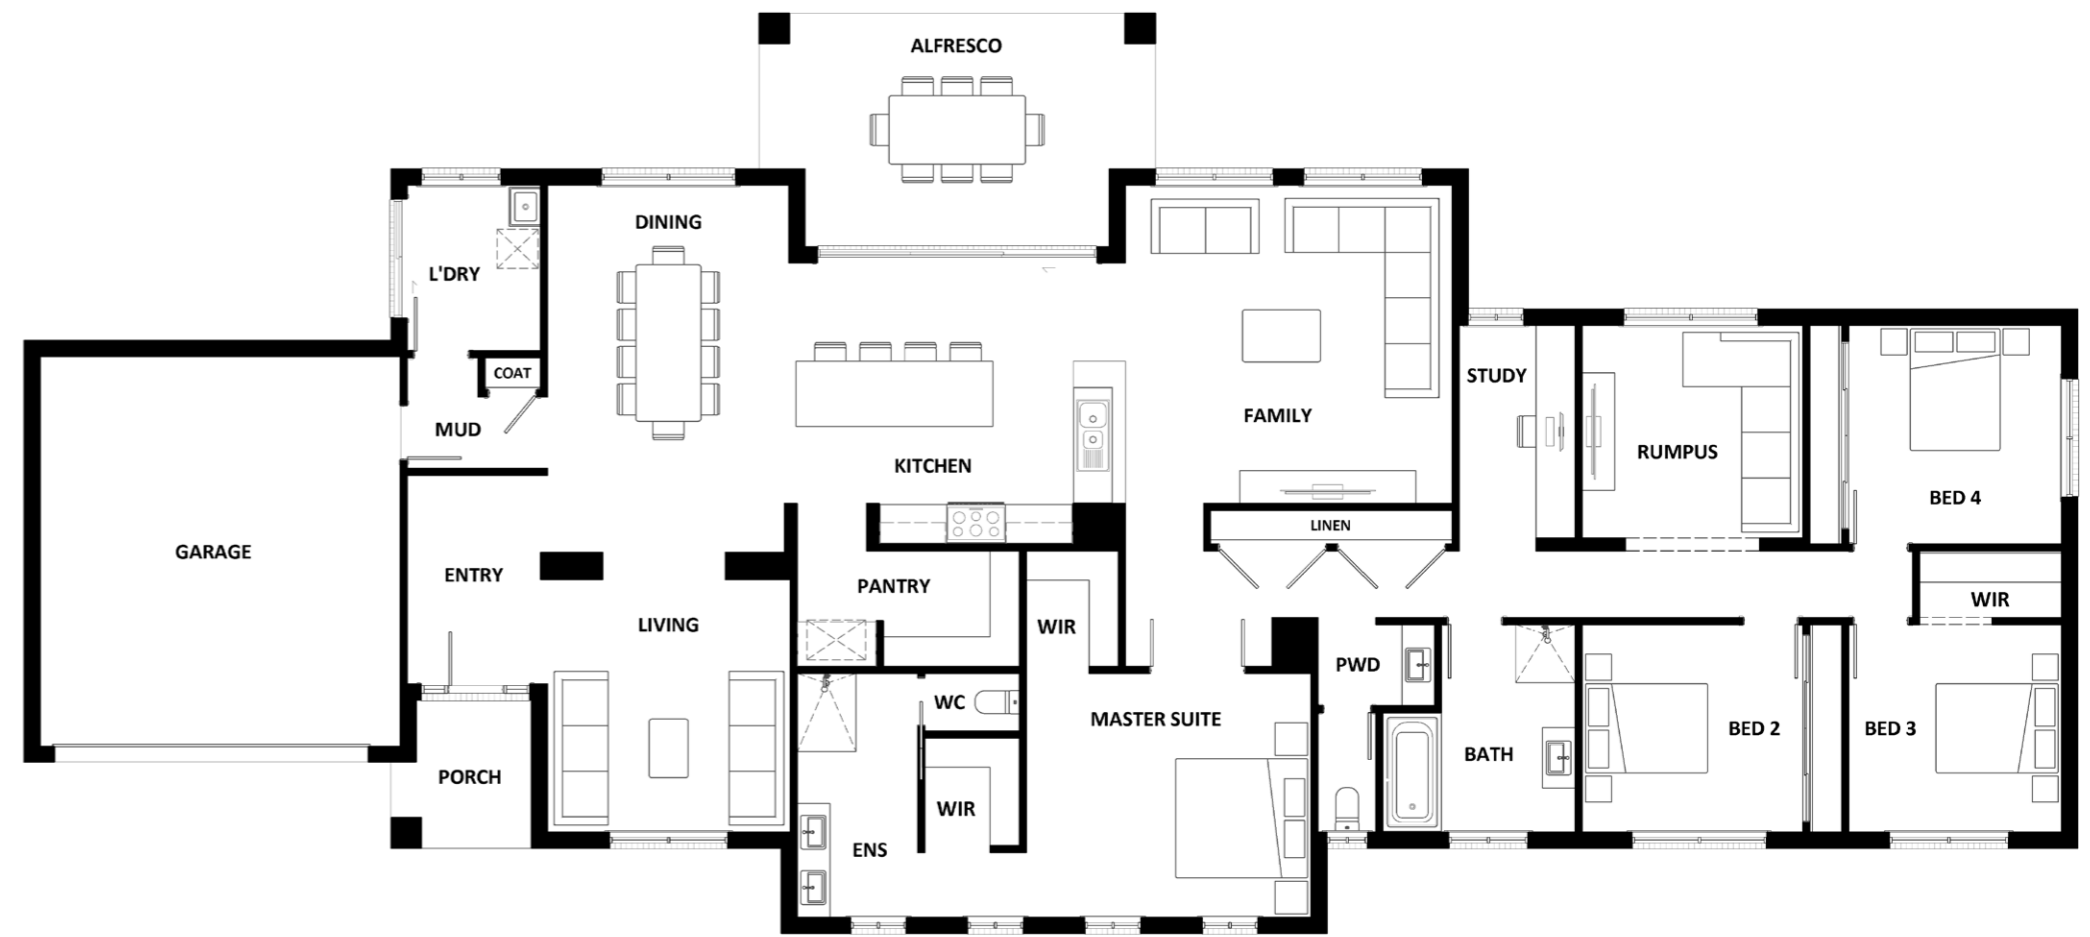 ALFRESCO
DINING
L'DRY
COAT
STUDY
FAMILY
MUD
RUMPUS
KITCHEN
BED 4
LINEN
GARAGE
ENTRY
PANTRY
WIR
LIVING
WIR
PWD
WC
MASTER SUITE
BED 2
BED 3
BATH
PORCH
WIR
ENS